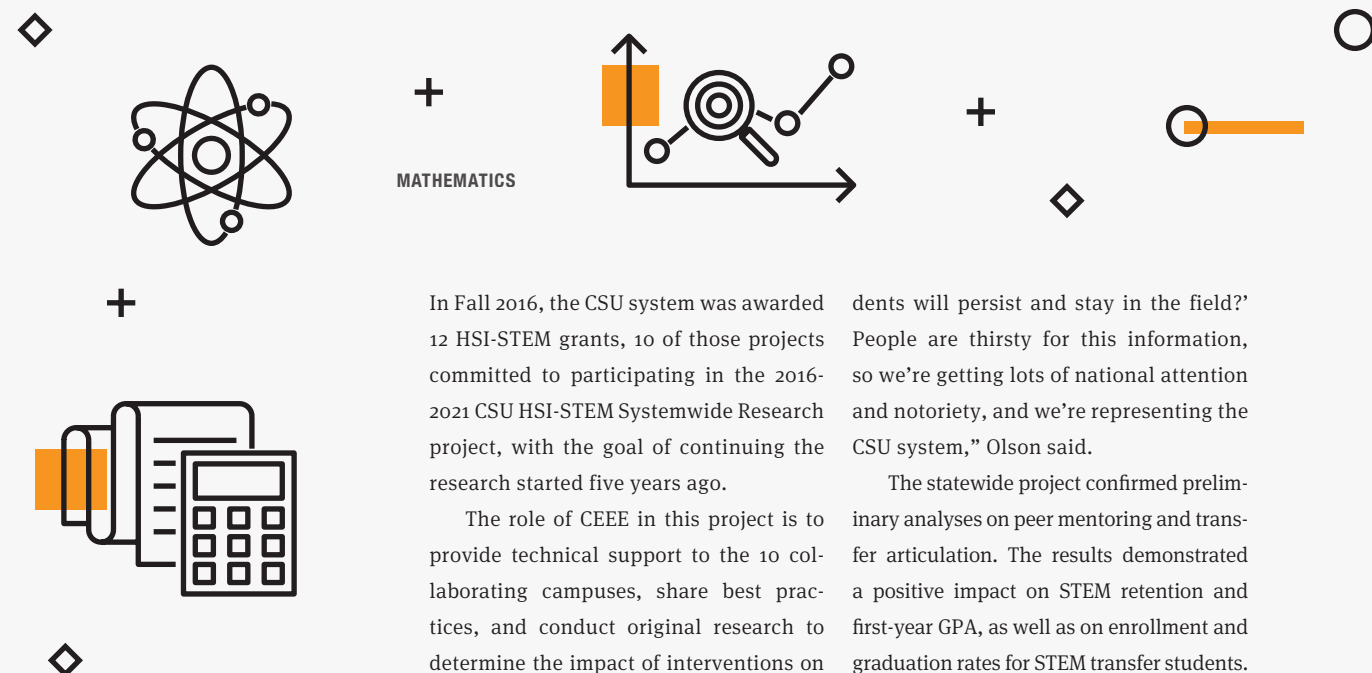 MATHEMATICS
In Fall 2016, the CSU system was awarded
12 HSI-STEM grants, 10 of those projects
committed to participating in the 2016-
2021 CSU HSI-STEM Systemwide Research
project, with the goal of continuing the
research started five years ago.
The role of CEEE in this project is to
provide technical support to the 10 col-
laborating campuses, share best prac-
tices, and conduct original research to
determine the impact of interventions on
dents will persist and stay in the field?’
People are thirsty for this information,
so we’re getting lots of national attention
and notoriety, and we’re representing the
CSU system,” Olson said.
The statewide project confirmed prelim-
inary analyses on peer mentoring and trans-
fer articulation. The results demonstrated
a positive impact on STEM retention and
first-year GPA, as well as on enrollment and
graduation rates for STEM transfer students.